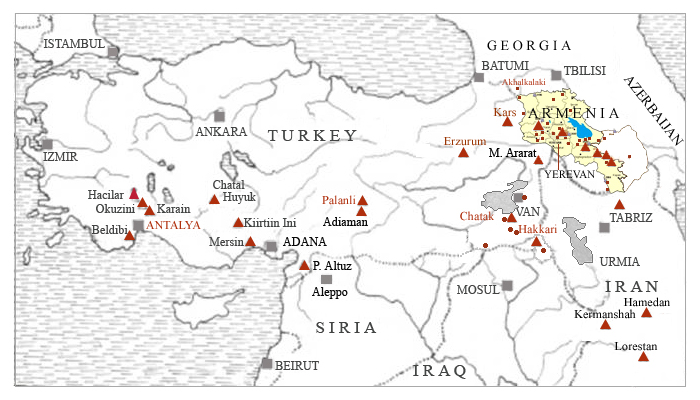 GEORGIA
ISTAMBUL
BATUMI
TBILISI
Akhalkalaki
AZERBAIJAN
Kars
ARMENIA
ANKARA
TURKEY
Erzurum
IZMIR
M. Ararat
YEREVAN
Chatal
Huyuk
Hacilar
Okuzini
Karain
Palanli
Adiaman
Chatak
VAN
TABRIZ
Beldibi
ANTALYA
Kiirtiin Ini
Hakkari
Mersin
ADANA
P. Altuz
URMIA
Aleppo
MOSUL
IRAN
Hamedan
Kermanshah
SIRIA
Lorestan
BEIRUT
IRAQ